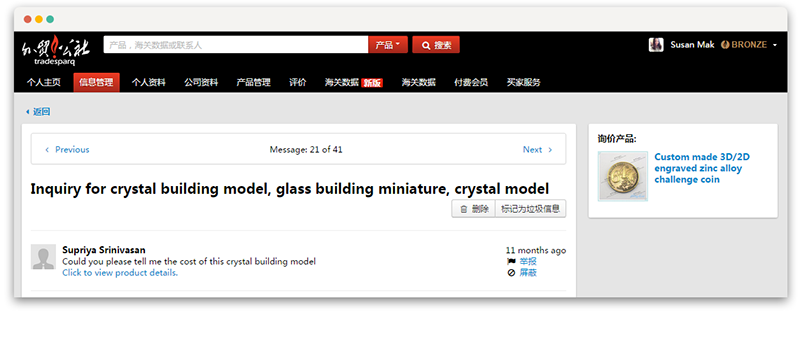 外贸公社
tradesparq
产品，海关数据或联系人
产品
搜索
Susan Mak
BRONZE
个人主页
信息管理
个人资料
公司资料
产品管理
评价
海关数据 新版
海关数据
付费会员
买家服务
返回
Previous
Message: 21 of 41
Next
Inquiry for crystal building model, glass building miniature, crystal model
删除
标记为垃圾信息
Supriya Srinivasan
11 months ago
Could you please tell me the cost of this crystal building model
举报
Click to view product details.
屏蔽
询价产品:
Custom made 3D/2D
engraved zinc alloy
challenge coin